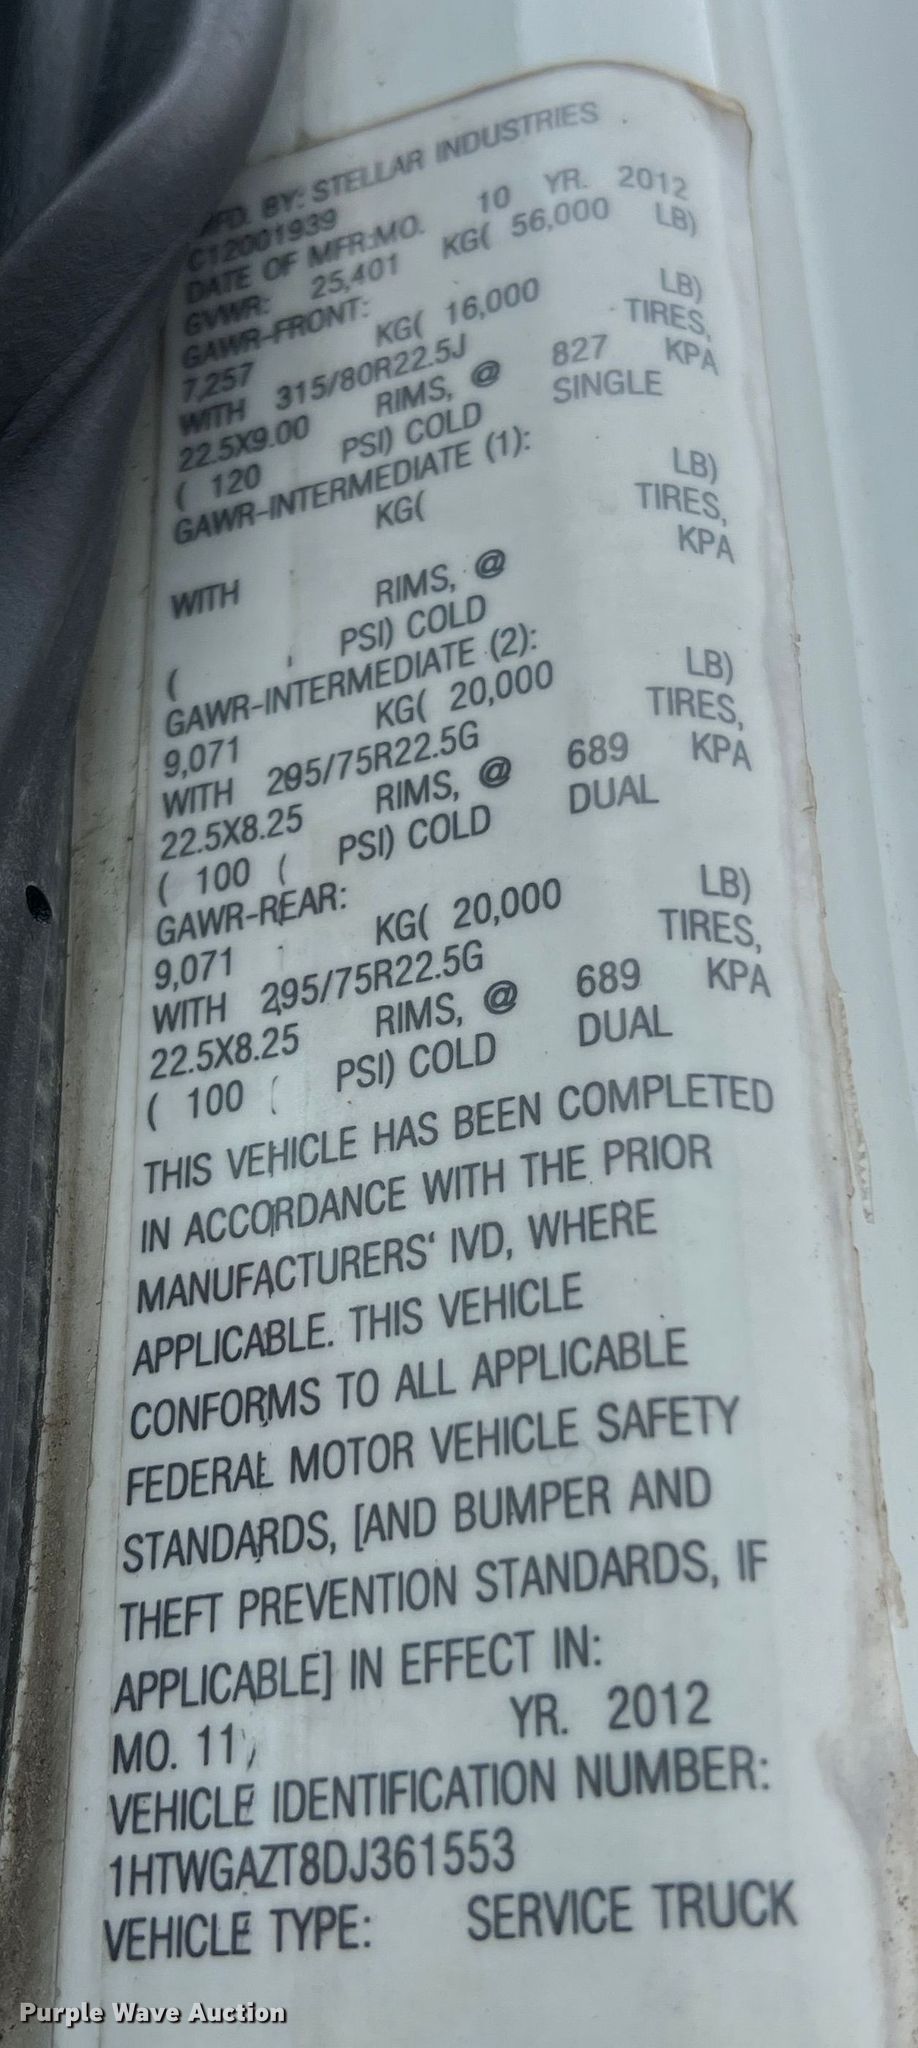 MFD. BY: STELLAR INDUSTRIES
C12001939
DATE OF MFR:MO. 10 YR. 2012
GVWR: 25,401 KG( 56,000 LB)
GAWR-FRONT:
7,257 KG( 16,000 LB)
WITH 315/80R22.5J TIRES,
22.5X9.00 RIMS, @ 827 KPA
( 120 PSI) COLD SINGLE
GAWR-INTERMEDIATE (1):
KG( LB)
TIRES,
WITH RIMS, @ KPA
( PSI) COLD
GAWR-INTERMEDIATE (2):
9,071 KG( 20,000 LB)
WITH 295/75R22.5G TIRES,
22.5X8.25 RIMS, @ 689 KPA
( 100 ( PSI) COLD DUAL
GAWR-REAR:
9,071 KG( 20,000 LB)
WITH 295/75R22.5G TIRES,
22.5X8.25 RIMS, @ 689 KPA
( 100 ( PSI) COLD DUAL
THIS VEHICLE HAS BEEN COMPLETED
IN ACCORDANCE WITH THE PRIOR
MANUFACTURERS' IVD, WHERE
APPLICABLE. THIS VEHICLE
CONFORMS TO ALL APPLICABLE
FEDERAL MOTOR VEHICLE SAFETY
STANDARDS, [AND BUMPER AND
THEFT PREVENTION STANDARDS, IF
APPLICABLE] IN EFFECT IN:
MO. 11, YR. 2012
VEHICLE IDENTIFICATION NUMBER:
1HTWGAZT8DJ361553
VEHICLE TYPE: SERVICE TRUCK
Purple Wave Auction